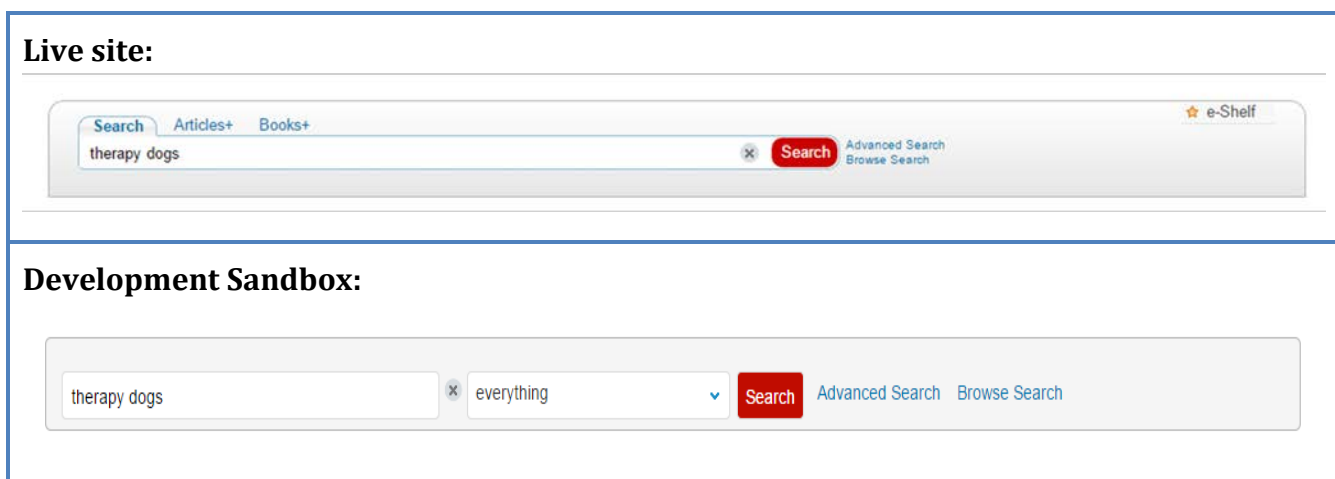 Live site:
Search Articles+ Books+ e-Shelf
therapy dogs Search Advanced Search
Browse Search
Development Sandbox:
therapy dogs everything Search Advanced Search Browse Search